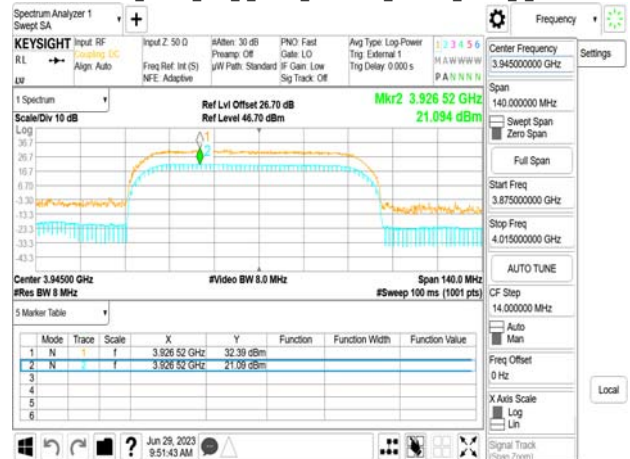 Spectrum Analyzer 1
Swept SA
Frequency
KEYSIGHT
Input: RF
Coupling: DC
Align: Auto
Input Z: 50 Ω
Freq Ref: Int (S)
NFE: Adaptive
#Atten: 30 dB
Preamp: Off
µW Path: Standard
PNO: Fast
Gate: LO
IF Gain: Low
Sig Track: Off
Avg Type: Log-Power
Trig: External 1
Trig Delay: 0.000 s
1 2 3 4 5 6
M A W W W W
P A N N N N
RL
Center Frequency
3.945000000 GHz
Settings
1 Spectrum
Scale/Div 10 dB
Ref Lvl Offset 26.70 dB
Ref Level 46.70 dBm
Mkr2 3.926 52 GHz
21.094 dBm
Log
36.7
26.7
16.7
6.70
-3.30
-13.3
-23.3
-33.3
-43.3
1
2
Center 3.94500 GHz
#Res BW 8 MHz
#Video BW 8.0 MHz
Span 140.0 MHz
#Sweep 100 ms (1001 pts)
Span
140.000000 MHz
Swept Span
Zero Span
Full Span
Start Freq
3.875000000 GHz
Stop Freq
4.015000000 GHz
AUTO TUNE
CF Step
14.000000 MHz
Auto
Man
Freq Offset
0 Hz
X Axis Scale
Log
Lin
Signal Track
(Span Zoom)
Local
5 Marker Table
Mode Trace Scale X Y Function Function Width Function Value
1 N 1 f 3.926 52 GHz 32.39 dBm
2 N 2 f 3.926 52 GHz 21.09 dBm
3
4
5
6
?
Jun 29, 2023
9:51:43 AM